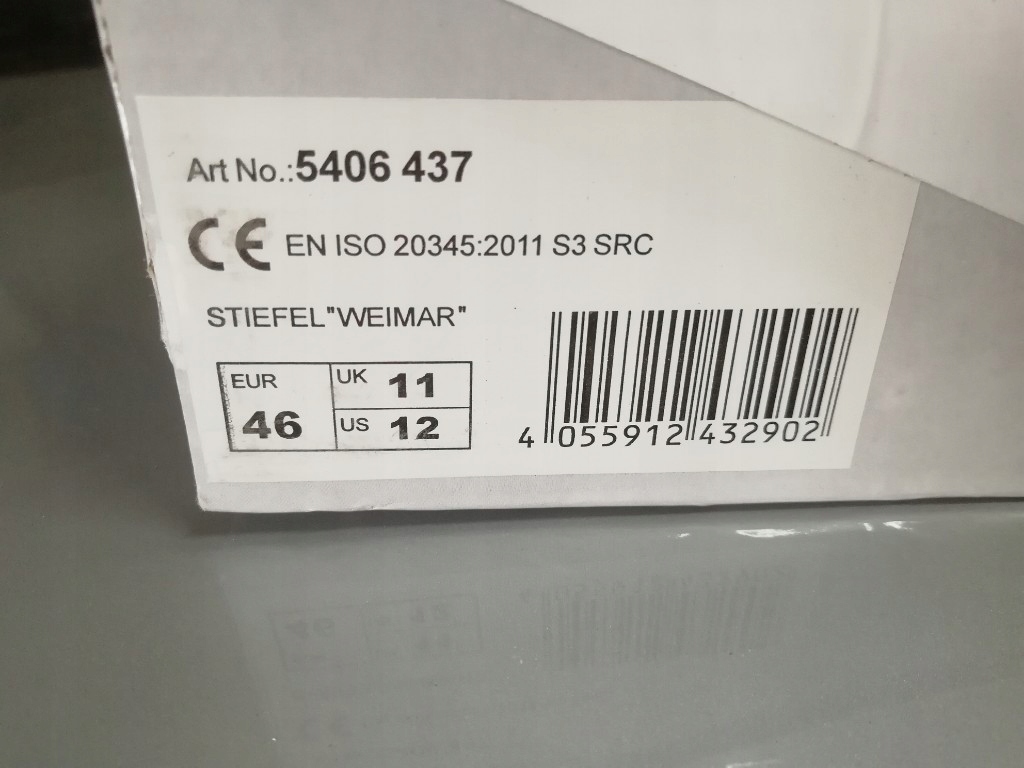 Art No.:5406 437
CE EN ISO 20345:2011 S3 SRC
STIEFEL"WEIMAR"
EUR 46
UK 11
US 12
4 055912 432902